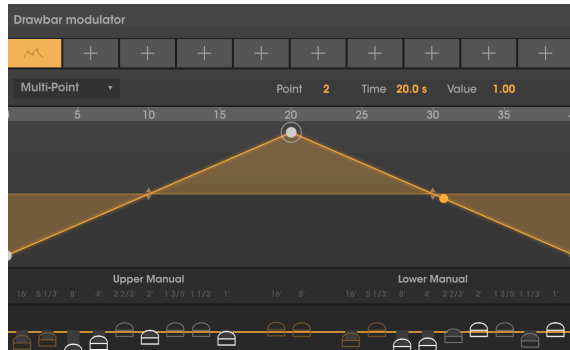 Drawbar modulator
Multi-Point Point 2 Time 20.0 s Value 1.00
5 10 15 20 25 30 35
Upper Manual Lower Manual
16' 5 1/3' 8' 4' 2 2/3' 2' 1 3/5' 1 1/3' 1' 16' 8' 16' 5 1/3' 8' 4' 2 2/3' 2' 1 3/5' 1 1/3' 1'